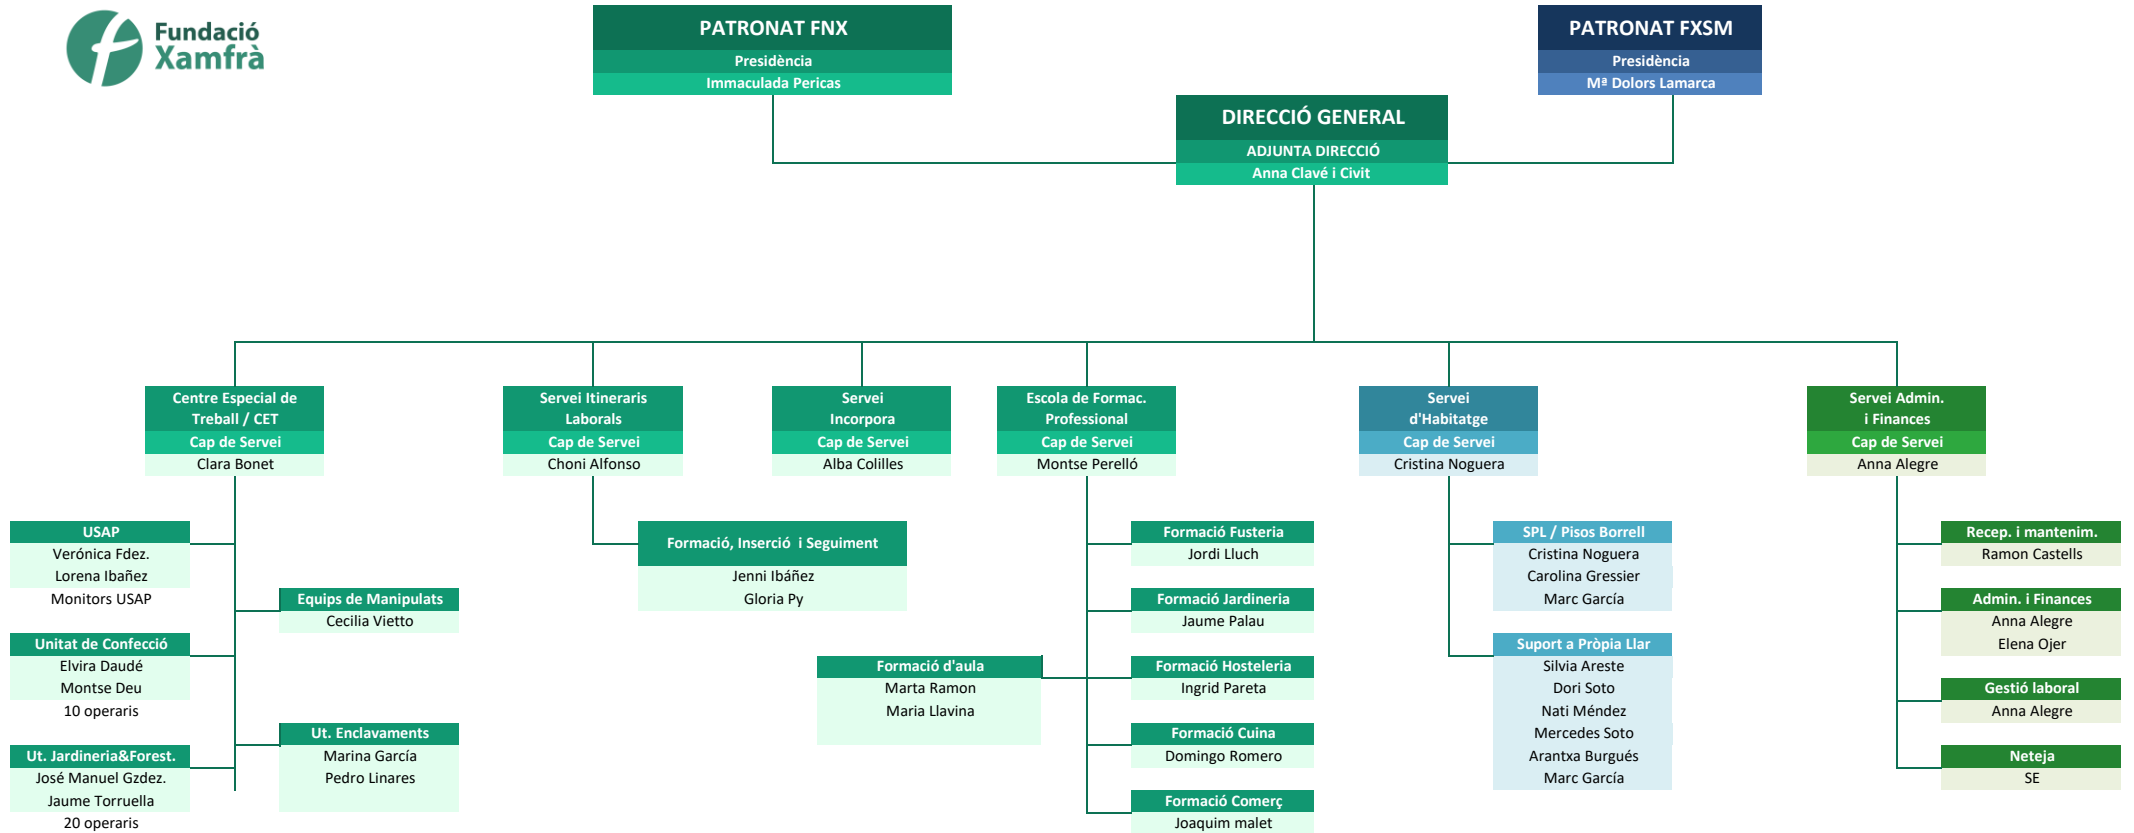 Fundació
Xamfrà
PATRONAT FNX
Presidència
Immaculada Pericas
PATRONAT FXSM
Presidència
Mª Dolors Lamarca
DIRECCIÓ GENERAL
ADJUNTA DIRECCIÓ
Anna Clavé i Civit
Centre Especial de
Treball / CET
Cap de Servei
Clara Bonet
Servei Itineraris
Laborals
Cap de Servei
Choni Alfonso
Servei
Incorpora
Cap de Servei
Alba Colilles
Escola de Formac.
Professional
Cap de Servei
Montse Perelló
Servei
d'Habitatge
Cap de Servei
Cristina Noguera
Servei Admin.
i Finances
Cap de Servei
Anna Alegre
USAP
Verónica Fdez.
Lorena Ibañez
Monitors USAP
Equips de Manipulats
Cecilia Vietto
Unitat de Confecció
Elvira Daudé
Montse Deu
10 operaris
Ut. Enclavaments
Marina García
Pedro Linares
Ut. Jardineria&Forest.
José Manuel Gzdez.
Jaume Torruella
20 operaris
Formació, Inserció  i Seguiment
Jenni Ibáñez
Gloria Py
Formació d'aula
Marta Ramon
Maria Llavina
Formació Fusteria
Jordi Lluch
Formació Jardineria
Jaume Palau
Formació Hosteleria
Ingrid Pareta
Formació Cuina
Domingo Romero
Formació Comerç
Joaquim malet
SPL / Pisos Borrell
Cristina Noguera
Carolina Gressier
Marc García
Suport a Pròpia Llar
Silvia Areste
Dori Soto
Nati Méndez
Mercedes Soto
Arantxa Burgués
Marc García
Recep. i mantenim.
Ramon Castells
Admin. i Finances
Anna Alegre
Elena Ojer
Gestió laboral
Anna Alegre
Neteja
SE